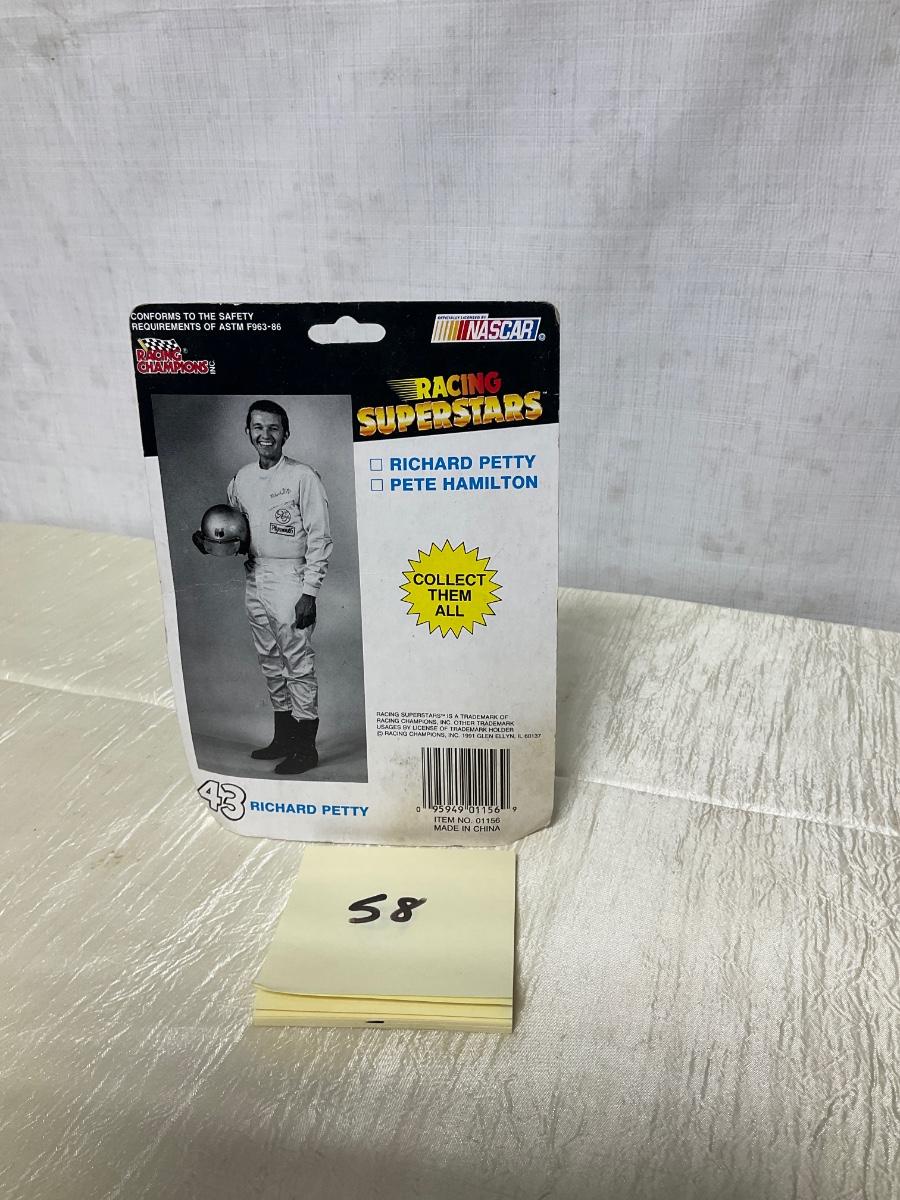 CONFORMS TO THE SAFETY
REQUIREMENTS OF ASTM F963-86
OFFICIALLY LICENSED BY
NASCAR
RACING
CHAMPIONS INC.
RACING
SUPERSTARS
☐ RICHARD PETTY
☐ PETE HAMILTON
Plymouth
COLLECT
THEM
ALL
RACING SUPERSTARS™ IS A TRADEMARK OF
RACING CHAMPIONS, INC. OTHER TRADEMARK
USAGES BY LICENSE OF TRADEMARK HOLDER
© RACING CHAMPIONS, INC. 1991 GLEN ELLYN, IL 60137
43 RICHARD PETTY
0 95949 01156 9
ITEM NO. 01156
MADE IN CHINA
58